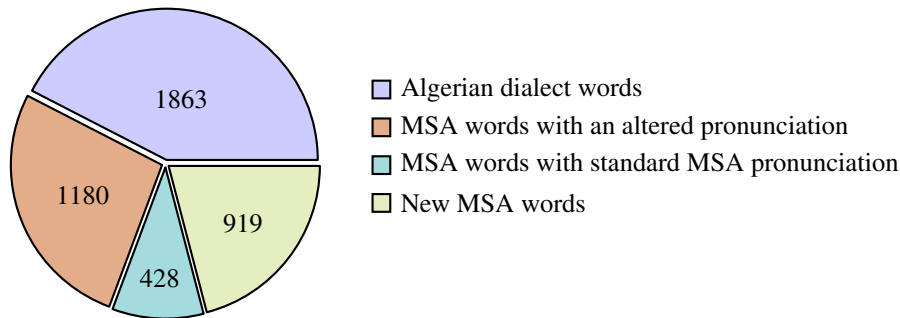 1863
1180
428
919
Algerian dialect words
MSA words with an altered pronunciation
MSA words with standard MSA pronunciation
New MSA words